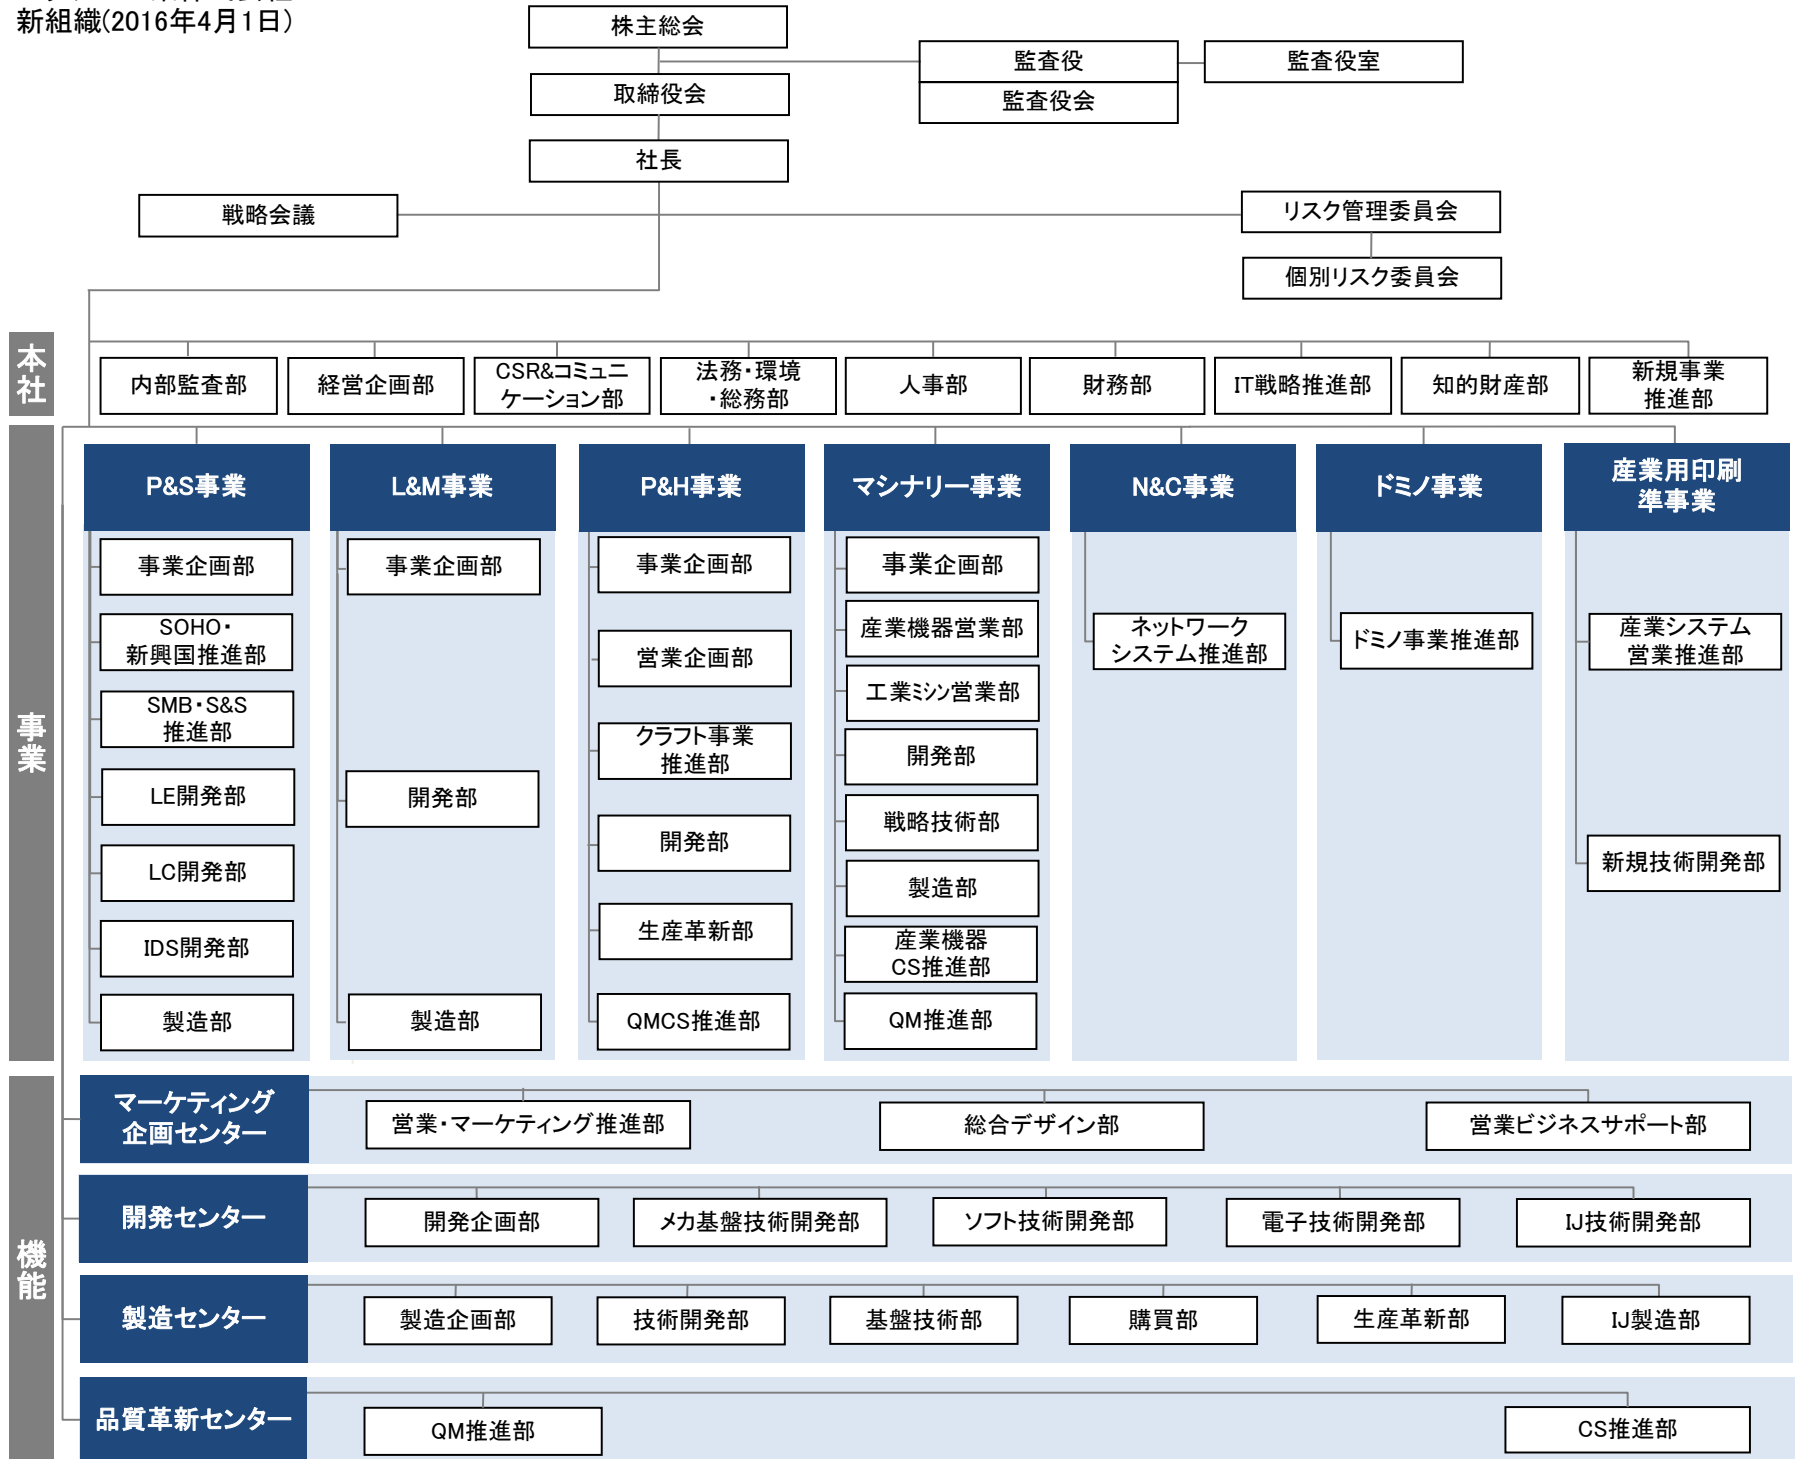 新組織(2016年4月1日)
株主総会
監査役
監査役室
取締役会
監査役会
社長
戦略会議
リスク管理委員会
個別リスク委員会
本社
内部監査部
経営企画部
CSR&コミュニ
ケーション部
法務・環境
・総務部
人事部
財務部
IT戦略推進部
知的財産部
新規事業
推進部
事業
P&S事業
事業企画部
SOHO・
新興国推進部
SMB・S&S
推進部
LE開発部
LC開発部
IDS開発部
製造部
L&M事業
事業企画部
開発部
製造部
P&H事業
事業企画部
営業企画部
クラフト事業
推進部
開発部
生産革新部
QMCS推進部
マシナリー事業
事業企画部
産業機器営業部
工業ミシン営業部
開発部
戦略技術部
製造部
産業機器
CS推進部
QM推進部
N&C事業
ネットワーク
システム推進部
ドミノ事業
ドミノ事業推進部
産業用印刷
準事業
産業システム
営業推進部
新規技術開発部
機能
マーケティング
企画センター
営業・マーケティング推進部
総合デザイン部
営業ビジネスサポート部
開発センター
開発企画部
メカ基盤技術開発部
ソフト技術開発部
電子技術開発部
IJ技術開発部
製造センター
製造企画部
技術開発部
基盤技術部
購買部
生産革新部
IJ製造部
品質革新センター
QM推進部
CS推進部